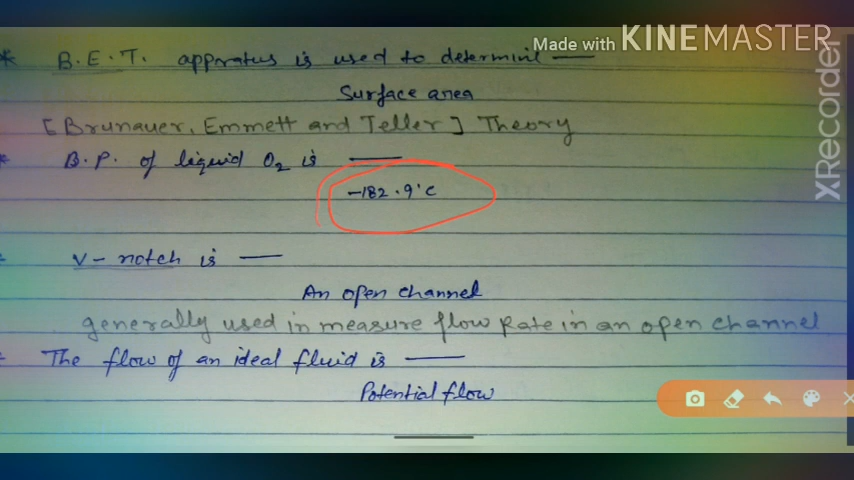 Made with KINEMASTER
XRecorder
* B.E.T. apparatus is used to determine —
Surface area
[Brunauer, Emmett and Teller] Theory
* B.P. of liquid O₂ is —
-182.9°C
V-notch is —
An open channel
generally used in measure flow rate in an open channel
The flow of an ideal fluid is —
Potential flow